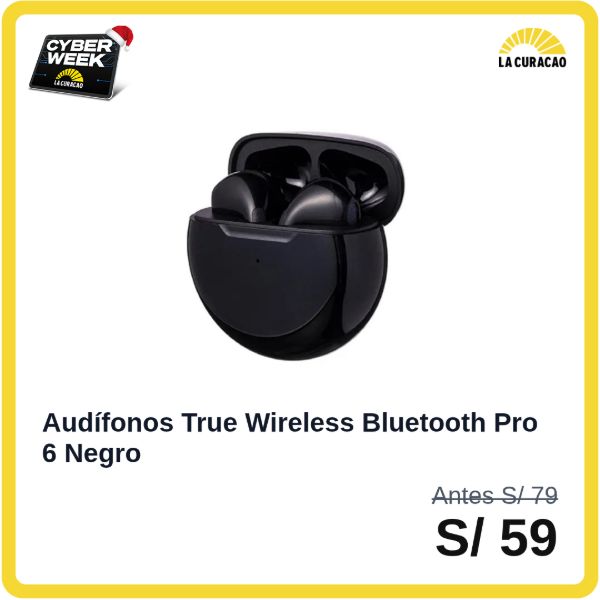 CYBER
WEEK
LA CURACAO
LA CURACAO
Audífonos True Wireless Bluetooth Pro
6 Negro
Antes S/ 79
S/ 59